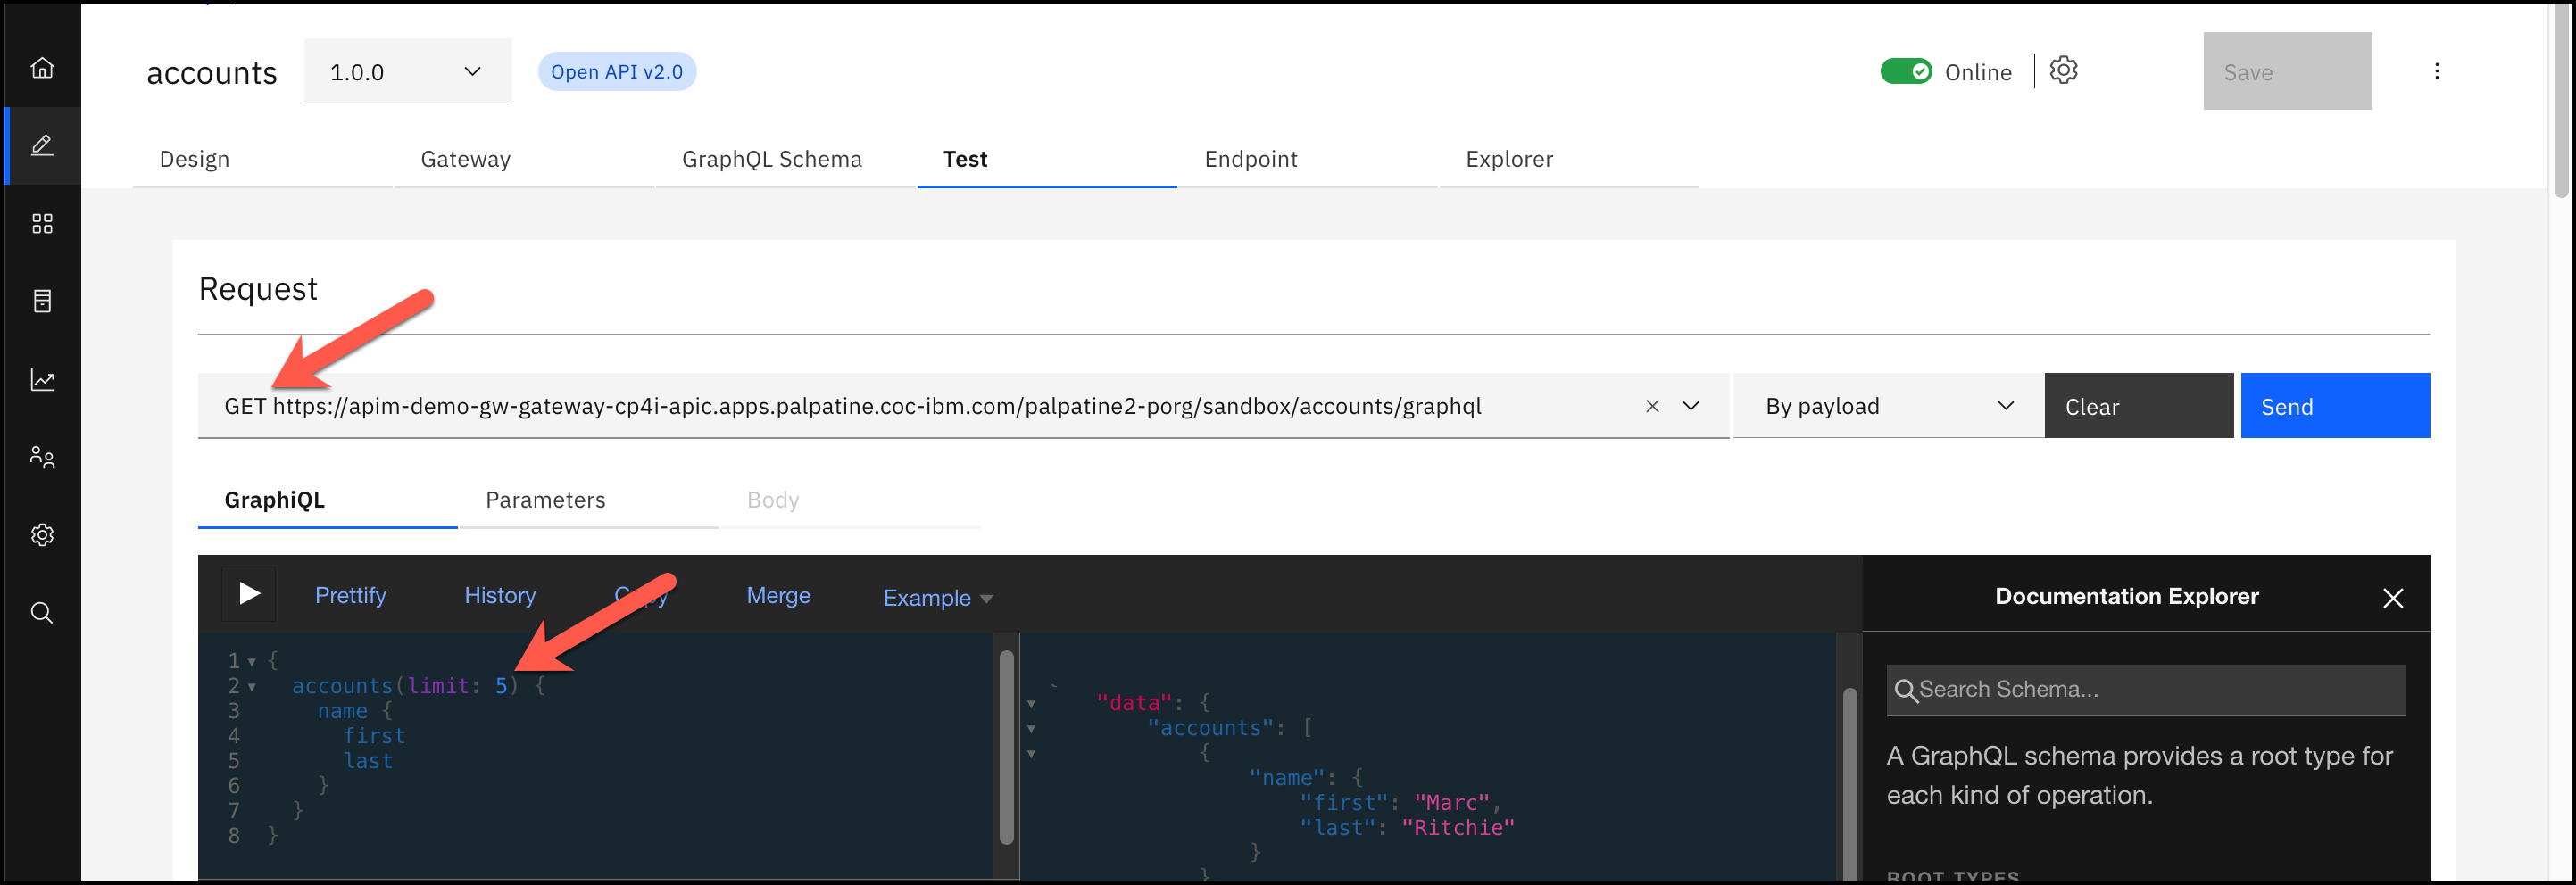 accounts
1.0.0
Open API v2.0
Online
Save
Design
Gateway
GraphQL Schema
Test
Endpoint
Explorer
Request
GET https://apim-demo-gw-gateway-cp4i-apic.apps.palpatine.coc-ibm.com/palpatine2-porg/sandbox/accounts/graphql
By payload
Clear
Send
GraphiQL
Parameters
Body
Prettify
History
Copy
Merge
Example
Documentation Explorer
1 {
2 accounts(limit: 5) {
3 name {
4 first
5 last
6 }
7 }
8 }
"data": {
"accounts": [
{
"name": {
"first": "Marc",
"last": "Ritchie"
}
},
Search Schema...
A GraphQL schema provides a root type for
each kind of operation.
ROOT TYPES